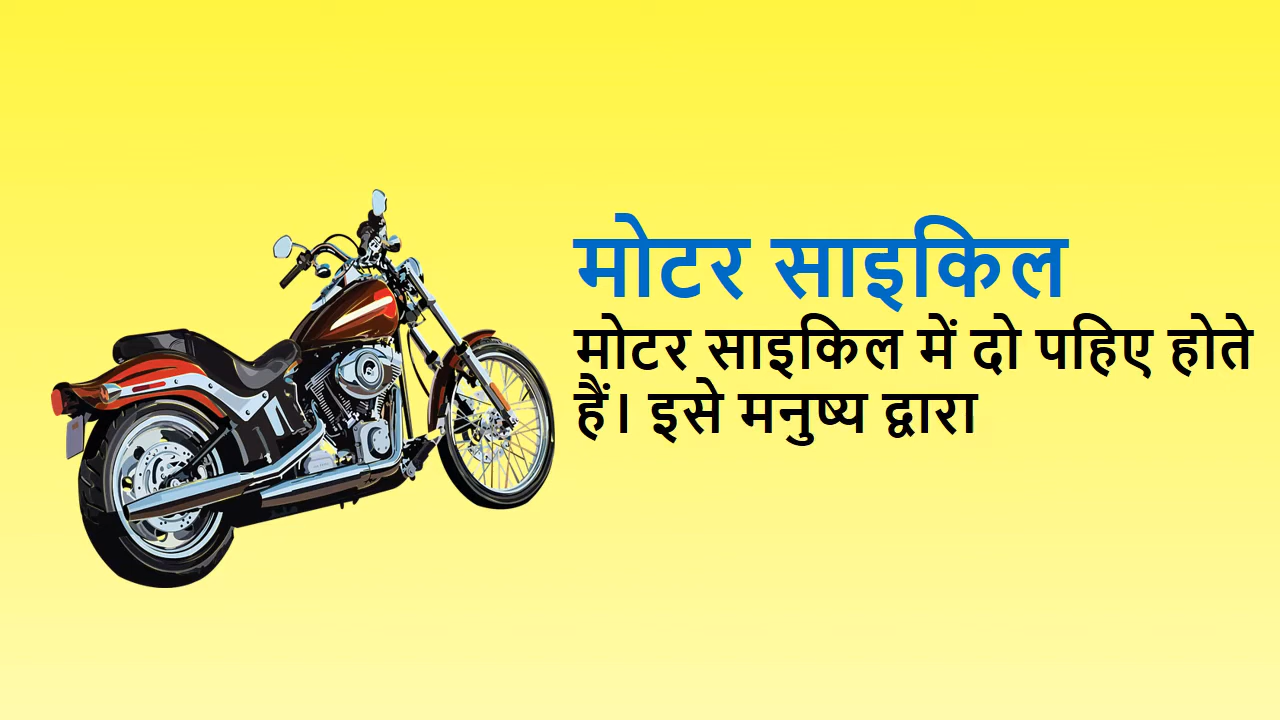 मोटर साइकिल
मोटर साइकिल में दो पहिए होते
हैं। इसे मनुष्य द्वारा